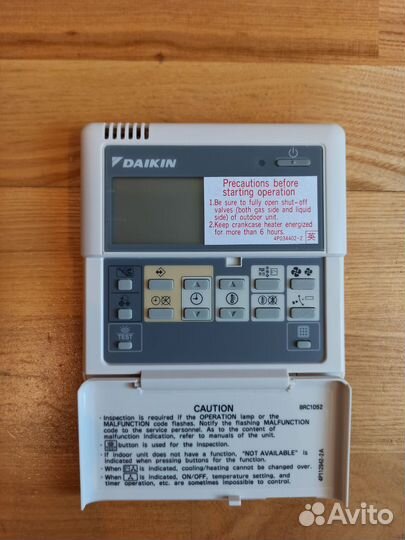 DAIKIN
Precautions before
starting operation
1.Be sure to fully open shut-off
valves (both gas side and liquid
side) of outdoor unit.
2.Keep crankcase heater energized
for more than 6 hours.
4P034402-2 英
TEST
CAUTION
BRC1D52
· Inspection is required if the OPERATION lamp or the
MALFUNCTION code flashes. Notify the flashing MALFUNCTION
code to the service personnel. As to the content of
malfunction indication, refer to manuals of the unit.
· button is used for the inspection.
· If indoor unit does not have a function, "NOT AVAILABLE" is
indicated when pressing buttons for the function.
· When is indicated, cooling/heating cannot be changed over.
· When is indicated, ON/OFF, temperature setting, and
timer operation, etc. are sometimes impossible to control.
Avito